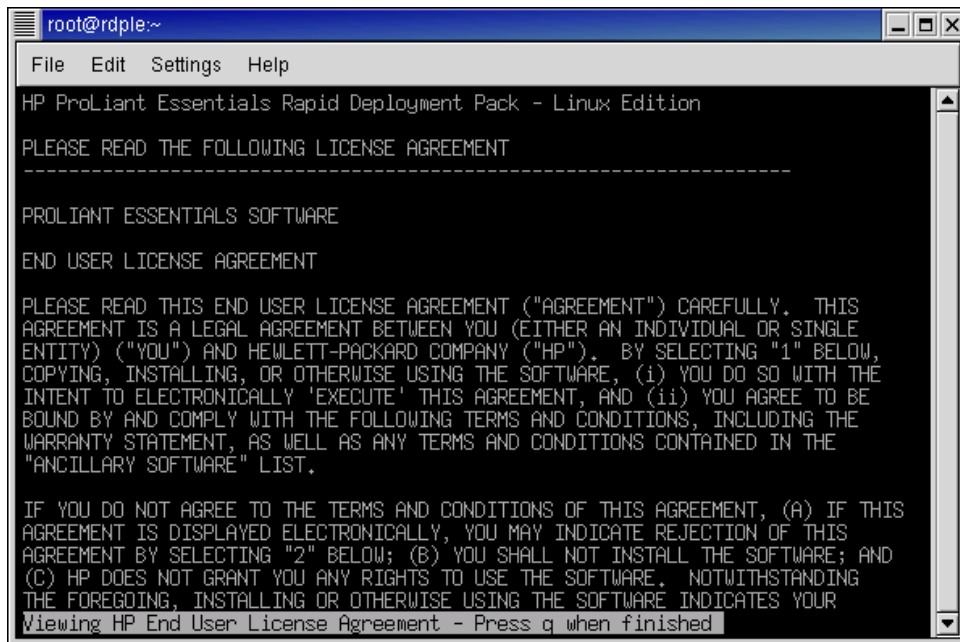 root@rdple:~
File Edit Settings Help
HP ProLiant Essentials Rapid Deployment Pack - Linux Edition
PLEASE READ THE FOLLOWING LICENSE AGREEMENT
--------------------------------------------------------------------
PROLIANT ESSENTIALS SOFTWARE
END USER LICENSE AGREEMENT
PLEASE READ THIS END USER LICENSE AGREEMENT ("AGREEMENT") CAREFULLY.  THIS
AGREEMENT IS A LEGAL AGREEMENT BETWEEN YOU (EITHER AN INDIVIDUAL OR SINGLE
ENTITY) ("YOU") AND HEWLETT-PACKARD COMPANY ("HP").  BY SELECTING "1" BELOW,
COPYING, INSTALLING, OR OTHERWISE USING THE SOFTWARE, (i) YOU DO SO WITH THE
INTENT TO ELECTRONICALLY 'EXECUTE' THIS AGREEMENT, AND (ii) YOU AGREE TO BE
BOUND BY AND COMPLY WITH THE FOLLOWING TERMS AND CONDITIONS, INCLUDING THE
WARRANTY STATEMENT, AS WELL AS ANY TERMS AND CONDITIONS CONTAINED IN THE
"ANCILLARY SOFTWARE" LIST.
IF YOU DO NOT AGREE TO THE TERMS AND CONDITIONS OF THIS AGREEMENT, (A) IF THIS
AGREEMENT IS DISPLAYED ELECTRONICALLY, YOU MAY INDICATE REJECTION OF THIS
AGREEMENT BY SELECTING "2" BELOW; (B) YOU SHALL NOT INSTALL THE SOFTWARE; AND
(C) HP DOES NOT GRANT YOU ANY RIGHTS TO USE THE SOFTWARE.  NOTWITHSTANDING
THE FOREGOING, INSTALLING OR OTHERWISE USING THE SOFTWARE INDICATES YOUR
Viewing HP End User License Agreement - Press q when finished